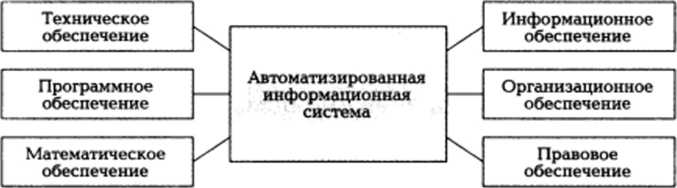 Техническое
обеспечение
Программное
обеспечение
Математическое
обеспечение
Автоматизированная
информационная
система
Информационное
обеспечение
Организационное
обеспечение
Правовое
обеспечение